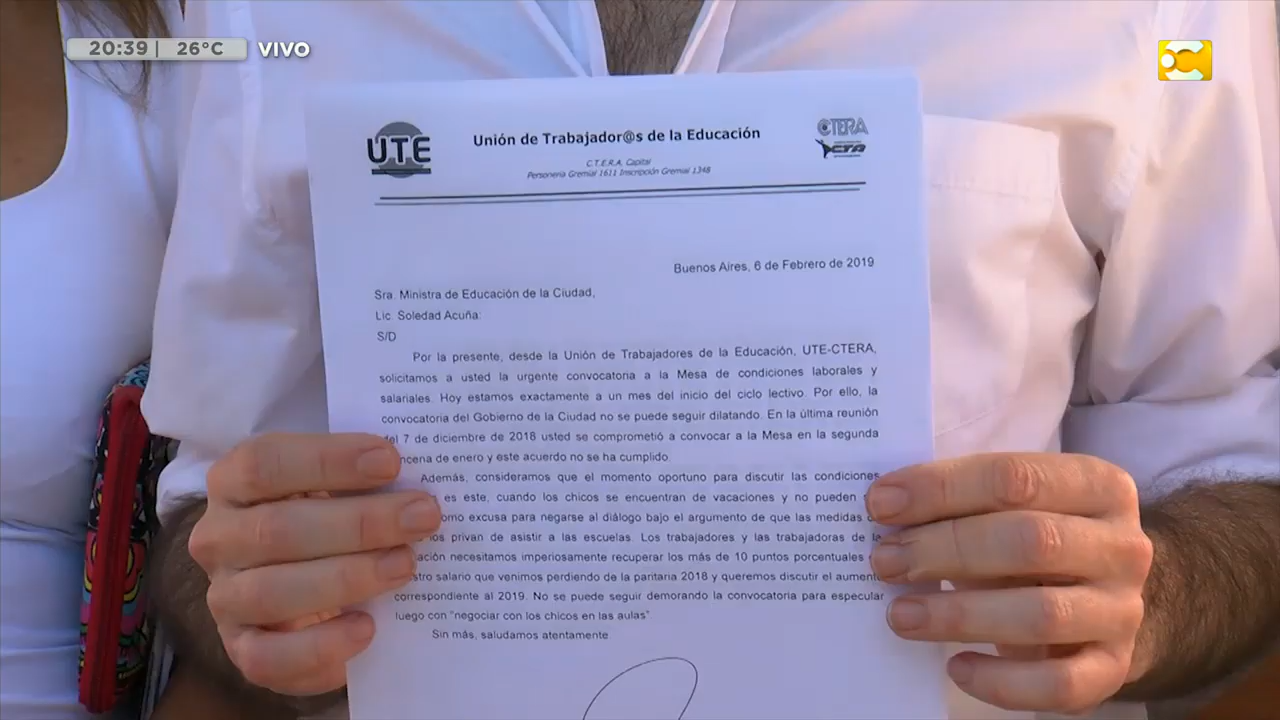 20:39 | 26°C VIVO
UTE
Unión de Trabajador@s de la Educación
C.T.E.R.A. Capital
Personería Gremial 1611 Inscripción Gremial 1348
CTERA
CTA
Buenos Aires, 6 de Febrero de 2019
Sra. Ministra de Educación de la Ciudad,
Lic. Soledad Acuña:
S/D
Por la presente, desde la Unión de Trabajadores de la Educación, UTE-CTERA,
solicitamos a usted la urgente convocatoria a la Mesa de condiciones laborales y
salariales. Hoy estamos exactamente a un mes del inicio del ciclo lectivo. Por ello, la
convocatoria del Gobierno de la Ciudad no se puede seguir dilatando. En la última reunión
del 7 de diciembre de 2018 usted se comprometió a convocar a la Mesa en la segunda
ncena de enero y este acuerdo no se ha cumplido.
Además, consideramos que el momento oportuno para discutir las condiciones
es este, cuando los chicos se encuentran de vacaciones y no pueden
omo excusa para negarse al diálogo bajo el argumento de que las medidas
los privan de asistir a las escuelas. Los trabajadores y las trabajadoras de la
ación necesitamos imperiosamente recuperar los más de 10 puntos porcentuales
stro salario que venimos perdiendo de la paritaria 2018 y queremos discutir el aumento
correspondiente al 2019. No se puede seguir demorando la convocatoria para especular
luego con "negociar con los chicos en las aulas".
Sin más, saludamos atentamente